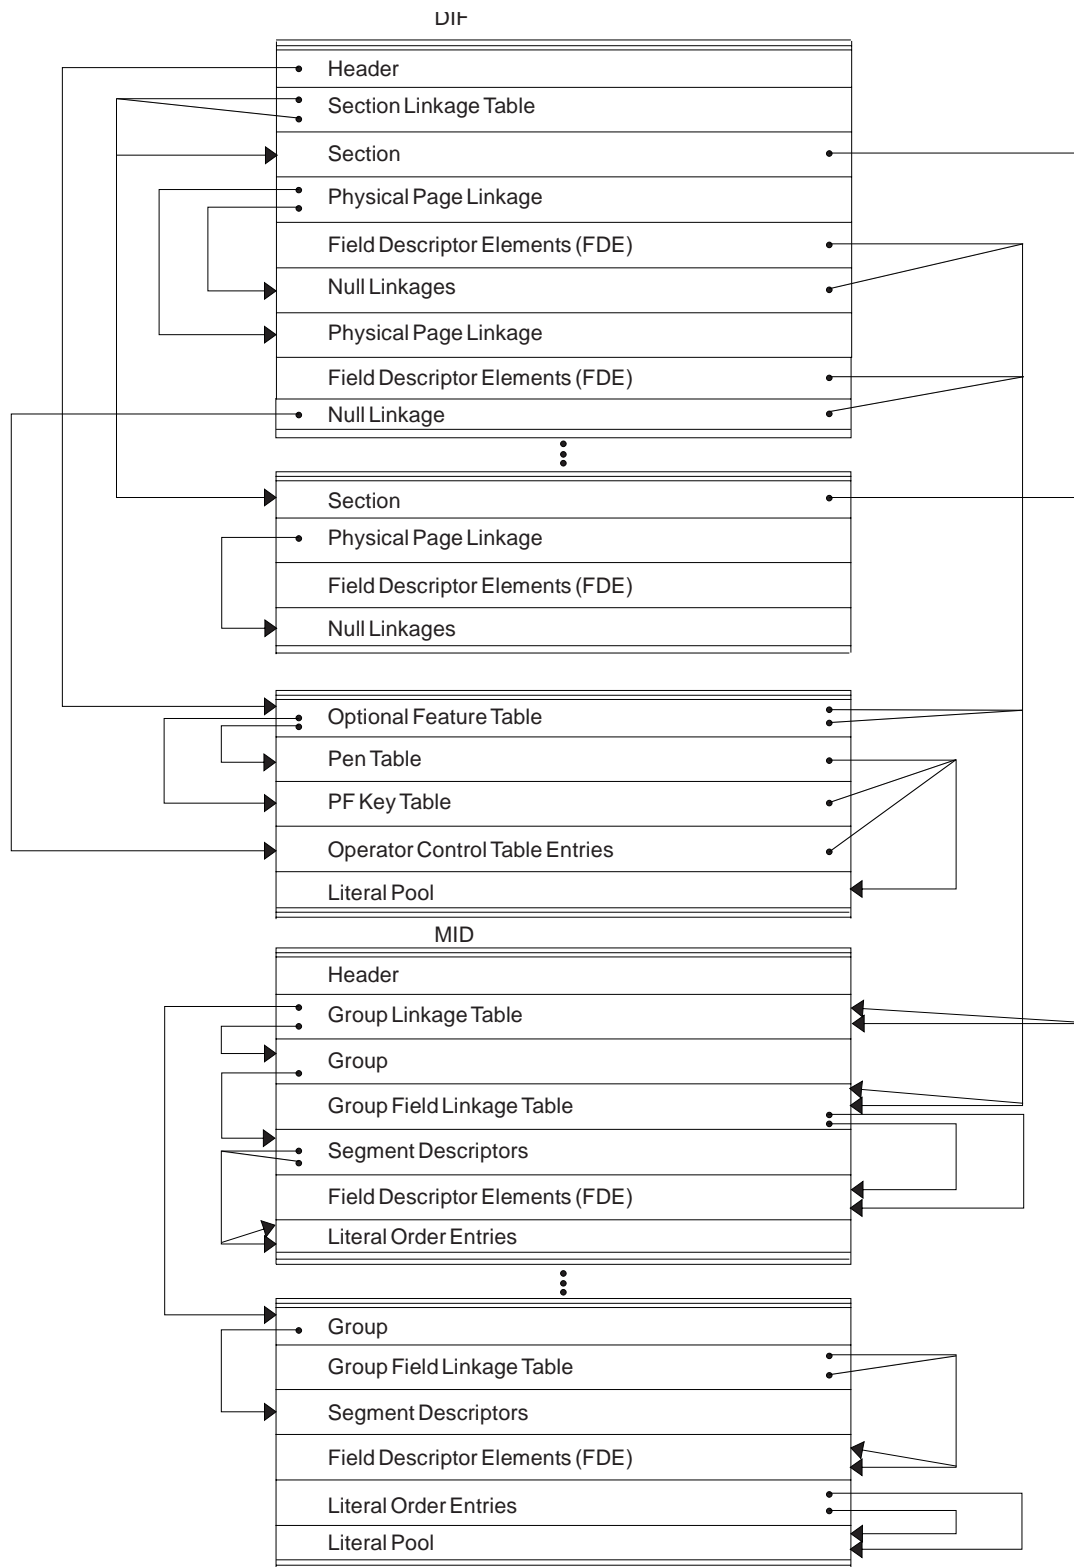 DIF
Header
Section Linkage Table
Section
Physical Page Linkage
Field Descriptor Elements (FDE)
Null Linkages
Physical Page Linkage
Field Descriptor Elements (FDE)
Null Linkage
Section
Physical Page Linkage
Field Descriptor Elements (FDE)
Null Linkages
Optional Feature Table
Pen Table
PF Key Table
Operator Control Table Entries
Literal Pool
MID
Header
Group Linkage Table
Group
Group Field Linkage Table
Segment Descriptors
Field Descriptor Elements (FDE)
Literal Order Entries
Group
Group Field Linkage Table
Segment Descriptors
Field Descriptor Elements (FDE)
Literal Order Entries
Literal Pool